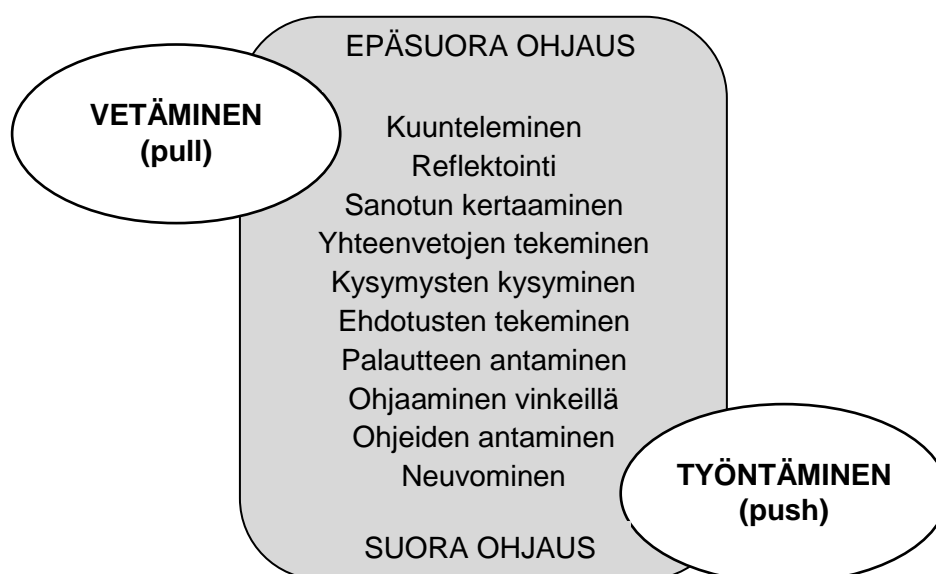 EPÄSUORA OHJAUS
VETÄMINEN
(pull)
Kuunteleminen
Reflektointi
Sanotun kertaaminen
Yhteenvetojen tekeminen
Kysymysten kysyminen
Ehdotusten tekeminen
Palautteen antaminen
Ohjaaminen vinkeillä
Ohjeiden antaminen
Neuvominen
TYÖNTÄMINEN
(push)
SUORA OHJAUS